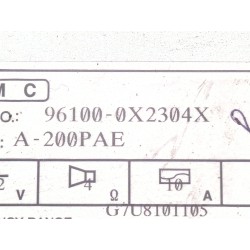 M C
O.: 96100-0X2304X
: A-200PAE
2 V 4 Ω 10 A
G7U8101105